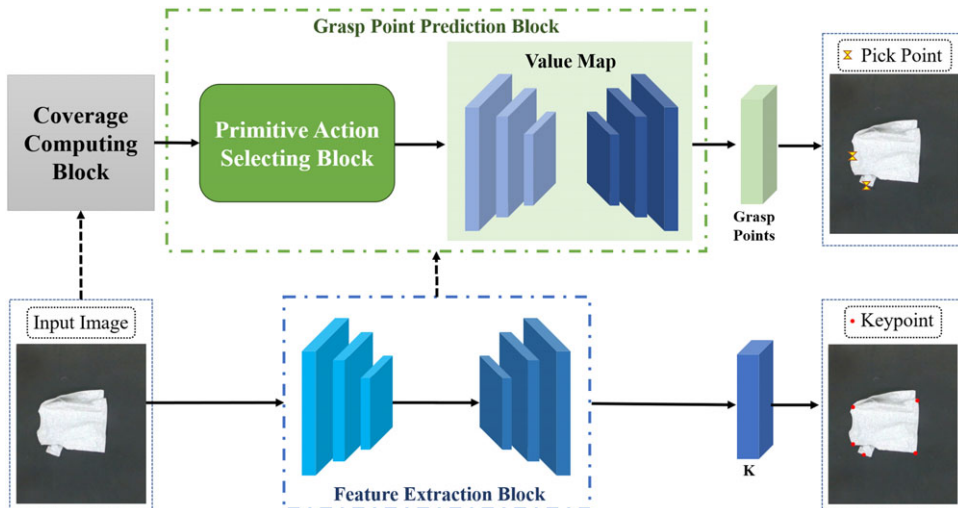 Grasp Point Prediction Block
Pick Point
Value Map
Coverage
Computing
Block
Primitive Action
Selecting Block
Grasp
Points
Input Image
Keypoint
K
Feature Extraction Block